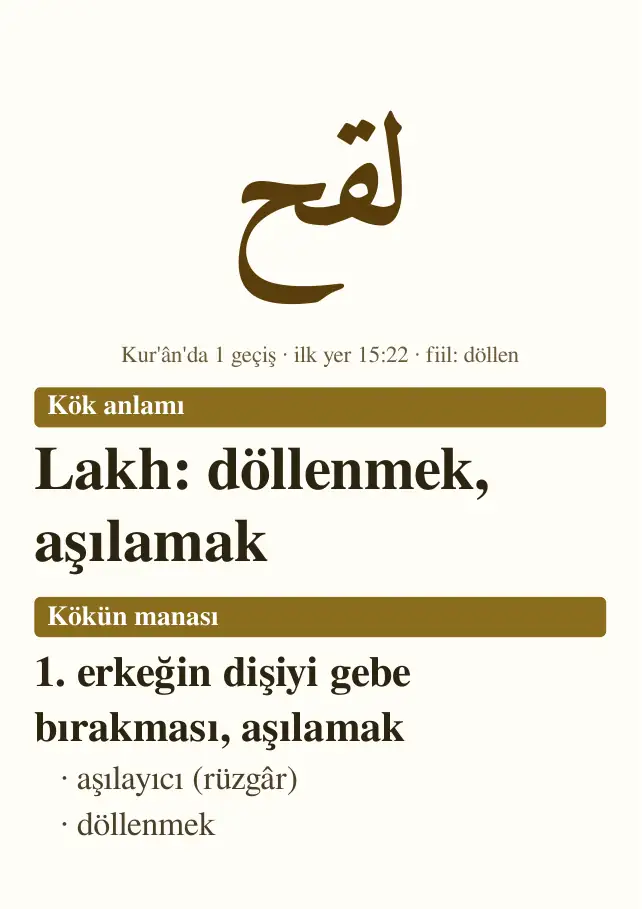 لقح
Kur'ân'da 1 geçiş · ilk yer 15:22 · fiil: döllen
Kök anlamı
Lakh: döllenmek,
aşılamak
Kökün manası
1. erkeğin dişiyi gebe
bırakması, aşılamak
· aşılayıcı (rüzgâr)
· döllenmek